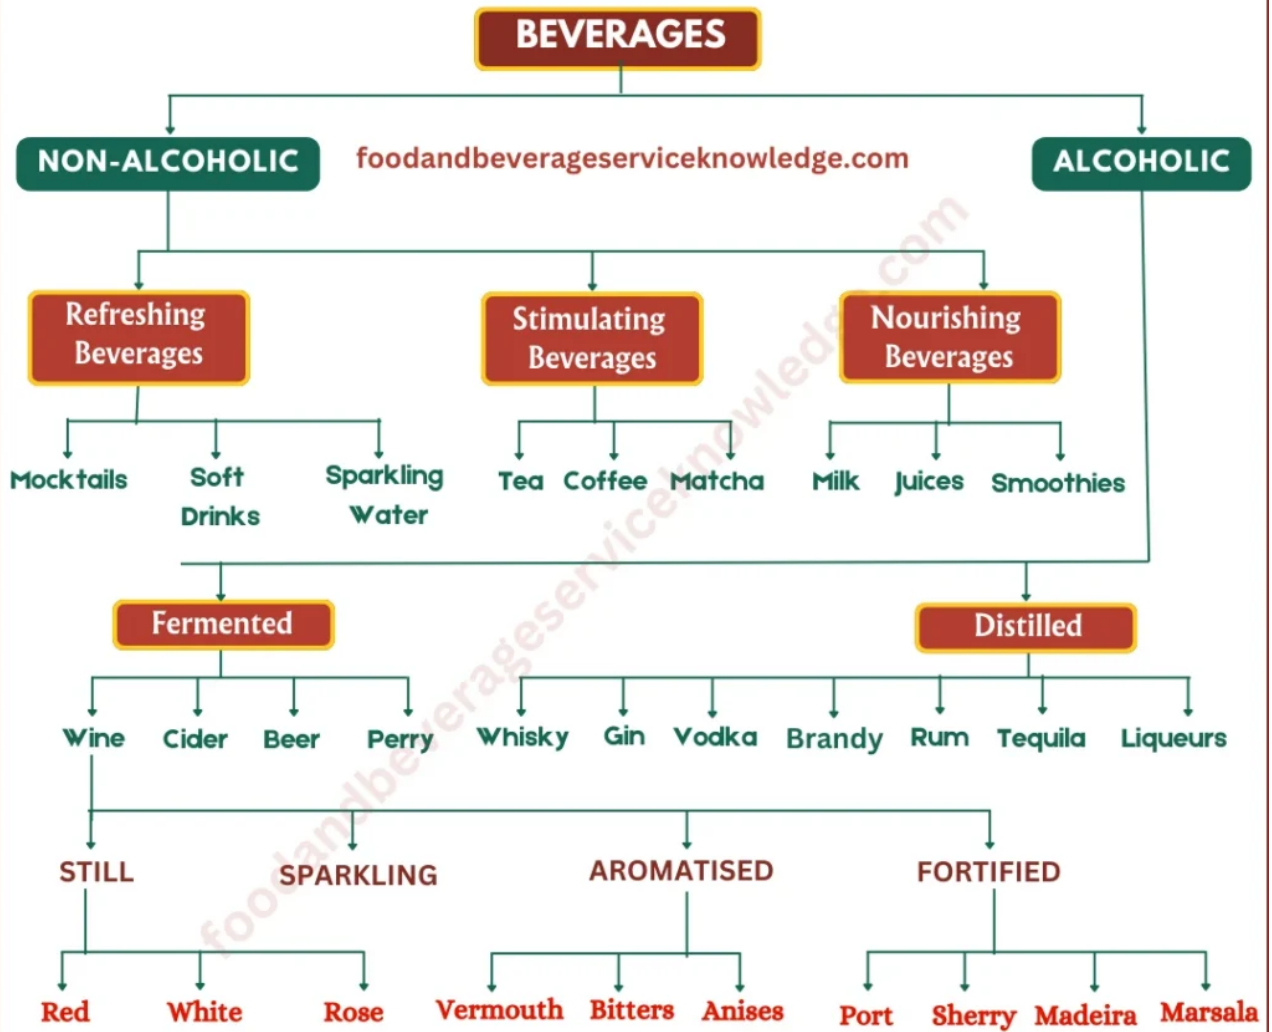 BEVERAGES
NON-ALCOHOLIC
foodandbeverageserviceknowledge.com
ALCOHOLIC
Refreshing
Beverages
Stimulating
Beverages
Nourishing
Beverages
Mocktails
Soft
Drinks
Sparkling
Water
Tea
Coffee
Matcha
Milk
Juices
Smoothies
Fermented
Distilled
Wine
Cider
Beer
Perry
Whisky
Gin
Vodka
Brandy
Rum
Tequila
Liqueurs
STILL
SPARKLING
AROMATISED
FORTIFIED
Red
White
Rose
Vermouth
Bitters
Anises
Port
Sherry
Madeira
Marsala
foodandbeverageserviceknowledge.com